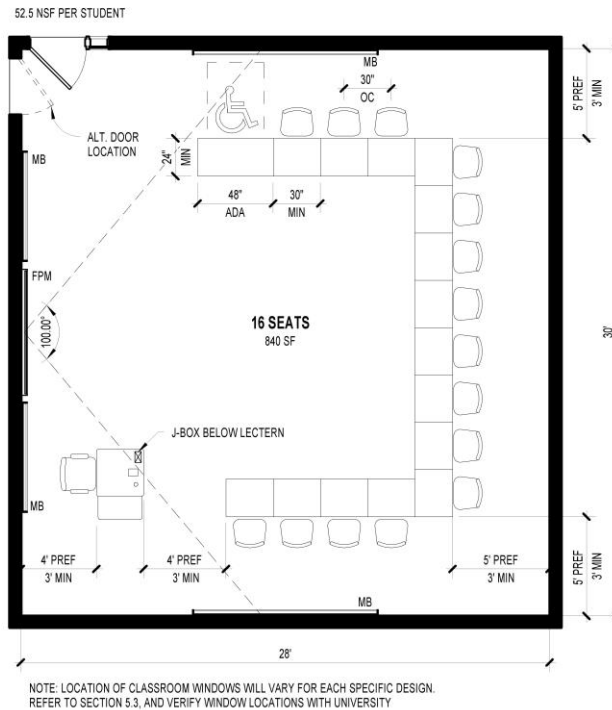 52.5 NSF PER STUDENT
MB
30"
OC
5' PREF
3' MIN
ALT. DOOR
LOCATION
24"
MIN
MB
48"
ADA
30"
MIN
FPM
100.00°
16 SEATS
840 SF
30'
J-BOX BELOW LECTERN
MB
4' PREF
3' MIN
4' PREF
3' MIN
5' PREF
3' MIN
5' PREF
3' MIN
MB
28'
NOTE: LOCATION OF CLASSROOM WINDOWS WILL VARY FOR EACH SPECIFIC DESIGN.
REFER TO SECTION 5.3, AND VERIFY WINDOW LOCATIONS WITH UNIVERSITY